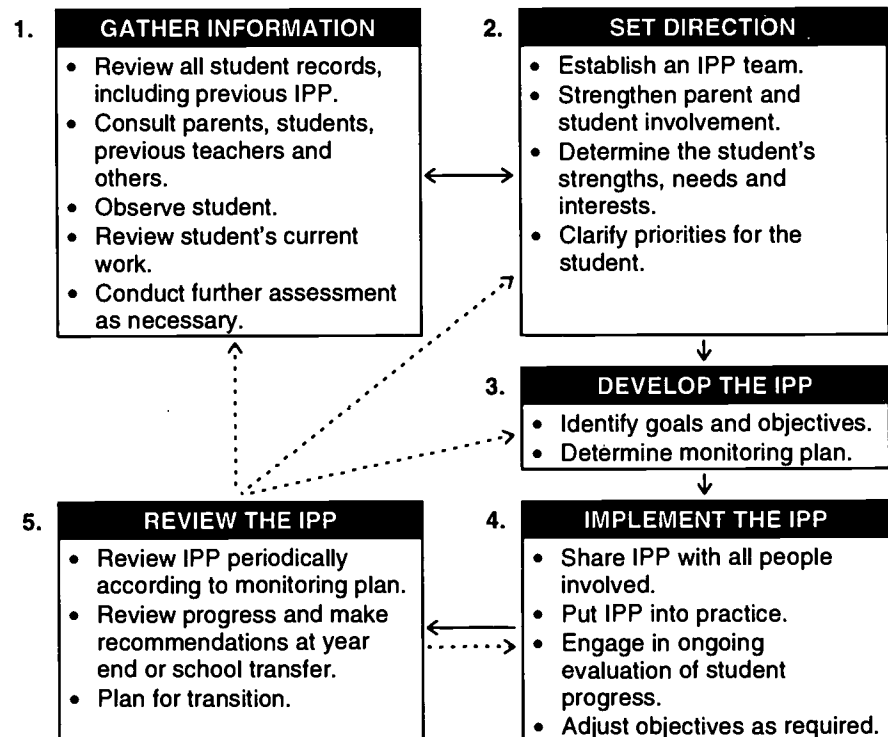 1. GATHER INFORMATION
• Review all student records,
including previous IPP.
• Consult parents, students,
previous teachers and
others.
• Observe student.
• Review student's current
work.
• Conduct further assessment
as necessary.
2. SET DIRECTION
• Establish an IPP team.
• Strengthen parent and
student involvement.
• Determine the student's
strengths, needs and
interests.
• Clarify priorities for the
student.
3. DEVELOP THE IPP
• Identify goals and objectives.
• Determine monitoring plan.
4. IMPLEMENT THE IPP
• Share IPP with all people
involved.
• Put IPP into practice.
• Engage in ongoing
evaluation of student
progress.
• Adjust objectives as required.
5. REVIEW THE IPP
• Review IPP periodically
according to monitoring plan.
• Review progress and make
recommendations at year
end or school transfer.
• Plan for transition.